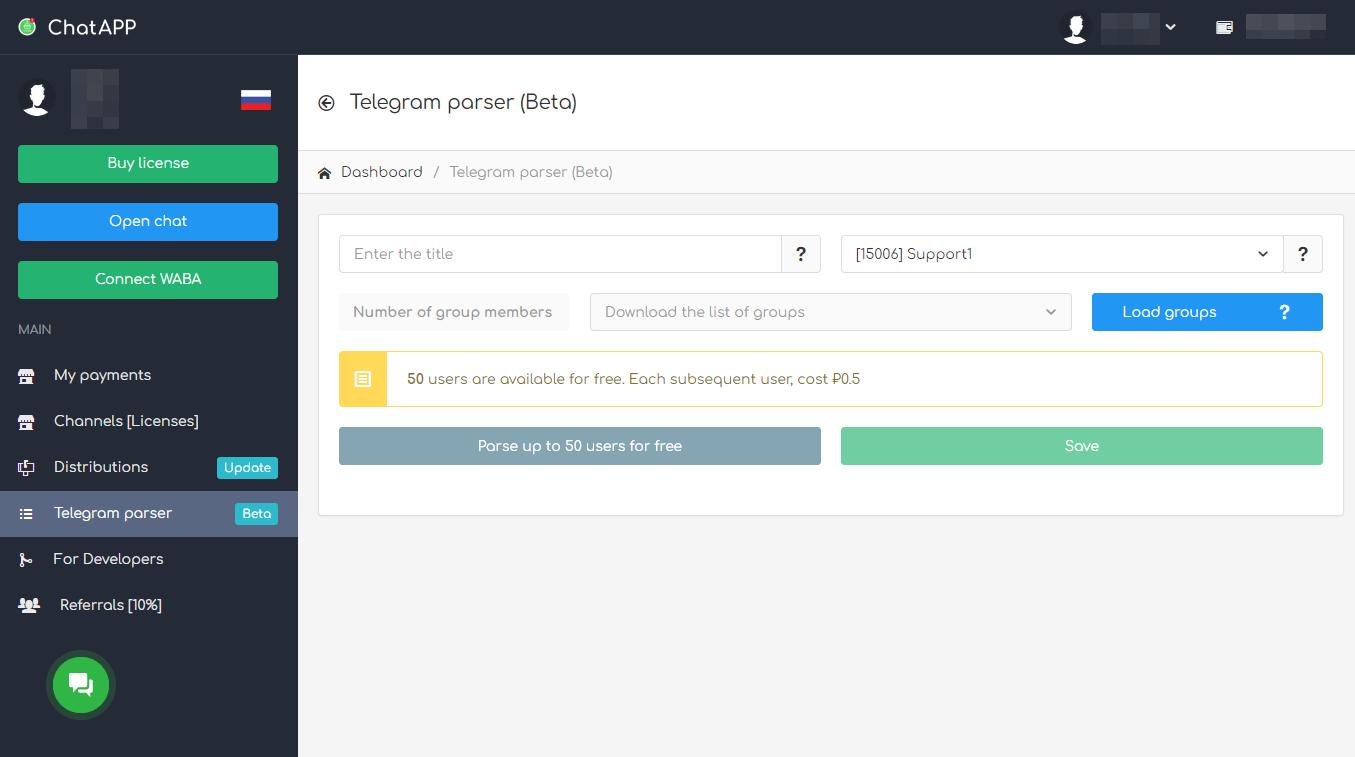 ChatAPP
Buy license
Open chat
Connect WABA
MAIN
My payments
Channels [Licenses]
Distributions Update
Telegram parser Beta
For Developers
Referrals [10%]
Telegram parser (Beta)
Dashboard / Telegram parser (Beta)
Enter the title ? [15006] Support1 ?
Number of group members Download the list of groups Load groups ?
50 users are available for free. Each subsequent user, cost ₽0.5
Parse up to 50 users for free Save